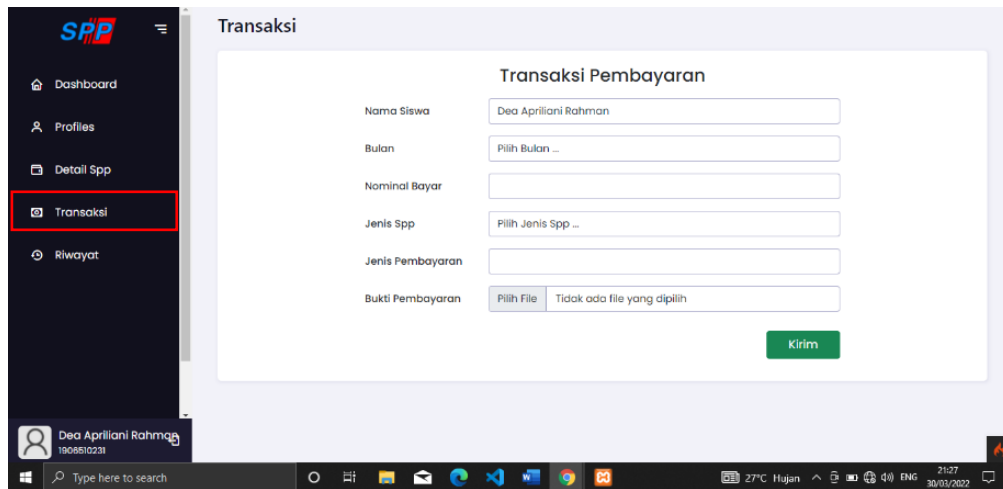 SPP
Transaksi
Dashboard
Profiles
Detail Spp
Transaksi
Riwayat
Transaksi Pembayaran
Nama Siswa
Dea Apriliani Rahman
Bulan
Pilih Bulan ...
Nominal Bayar
Jenis Spp
Pilih Jenis Spp ...
Jenis Pembayaran
Bukti Pembayaran
Pilih File
Tidak ada file yang dipilih
Kirim
Dea Apriliani Rahman
1906510231
Type here to search
27°C Hujan
ENG
21:27
30/03/2022